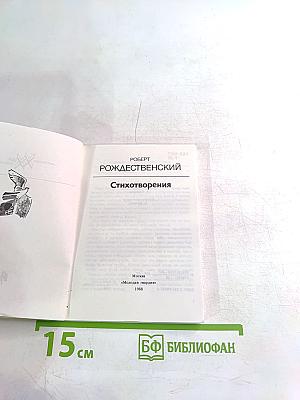 РОБЕРТ
РОЖДЕСТВЕНСКИЙ
Стихотворения
Москва
«Молодая гвардия»
1988
15 см
БФ БИБЛИОФАН